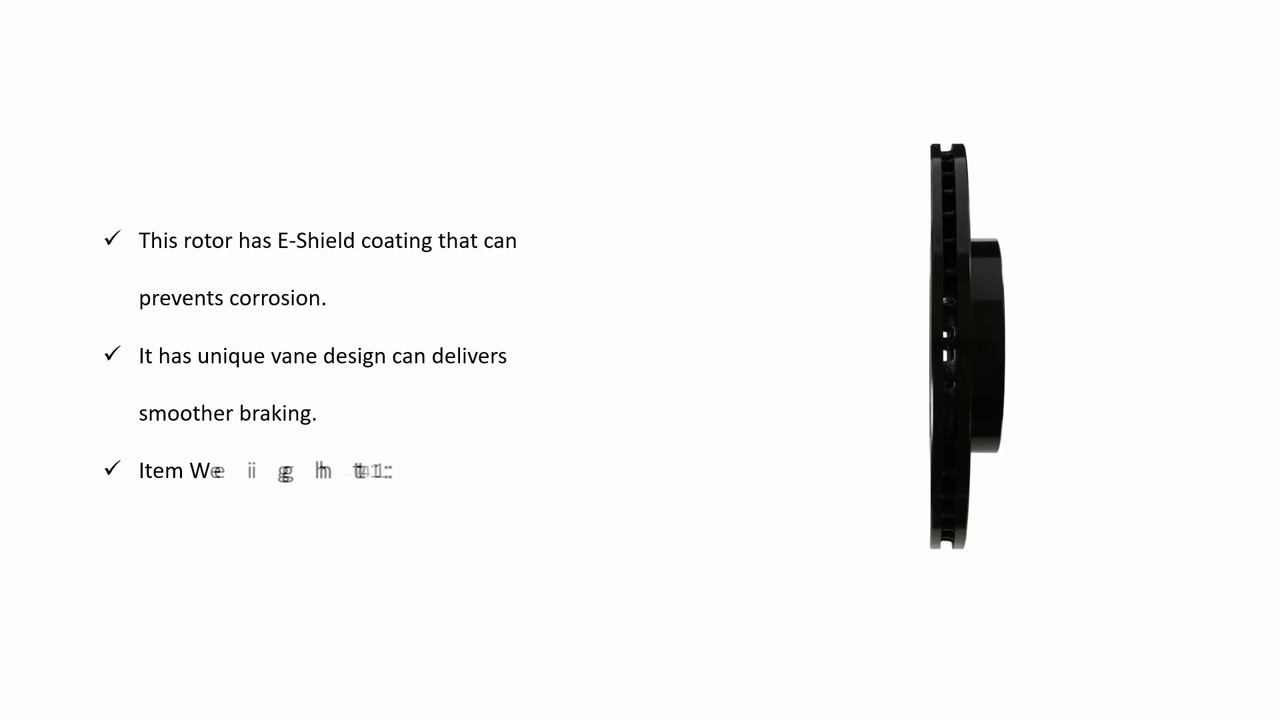 This rotor has E-Shield coating that can
prevents corrosion.
It has unique vane design can delivers
smoother braking.
Item Weight